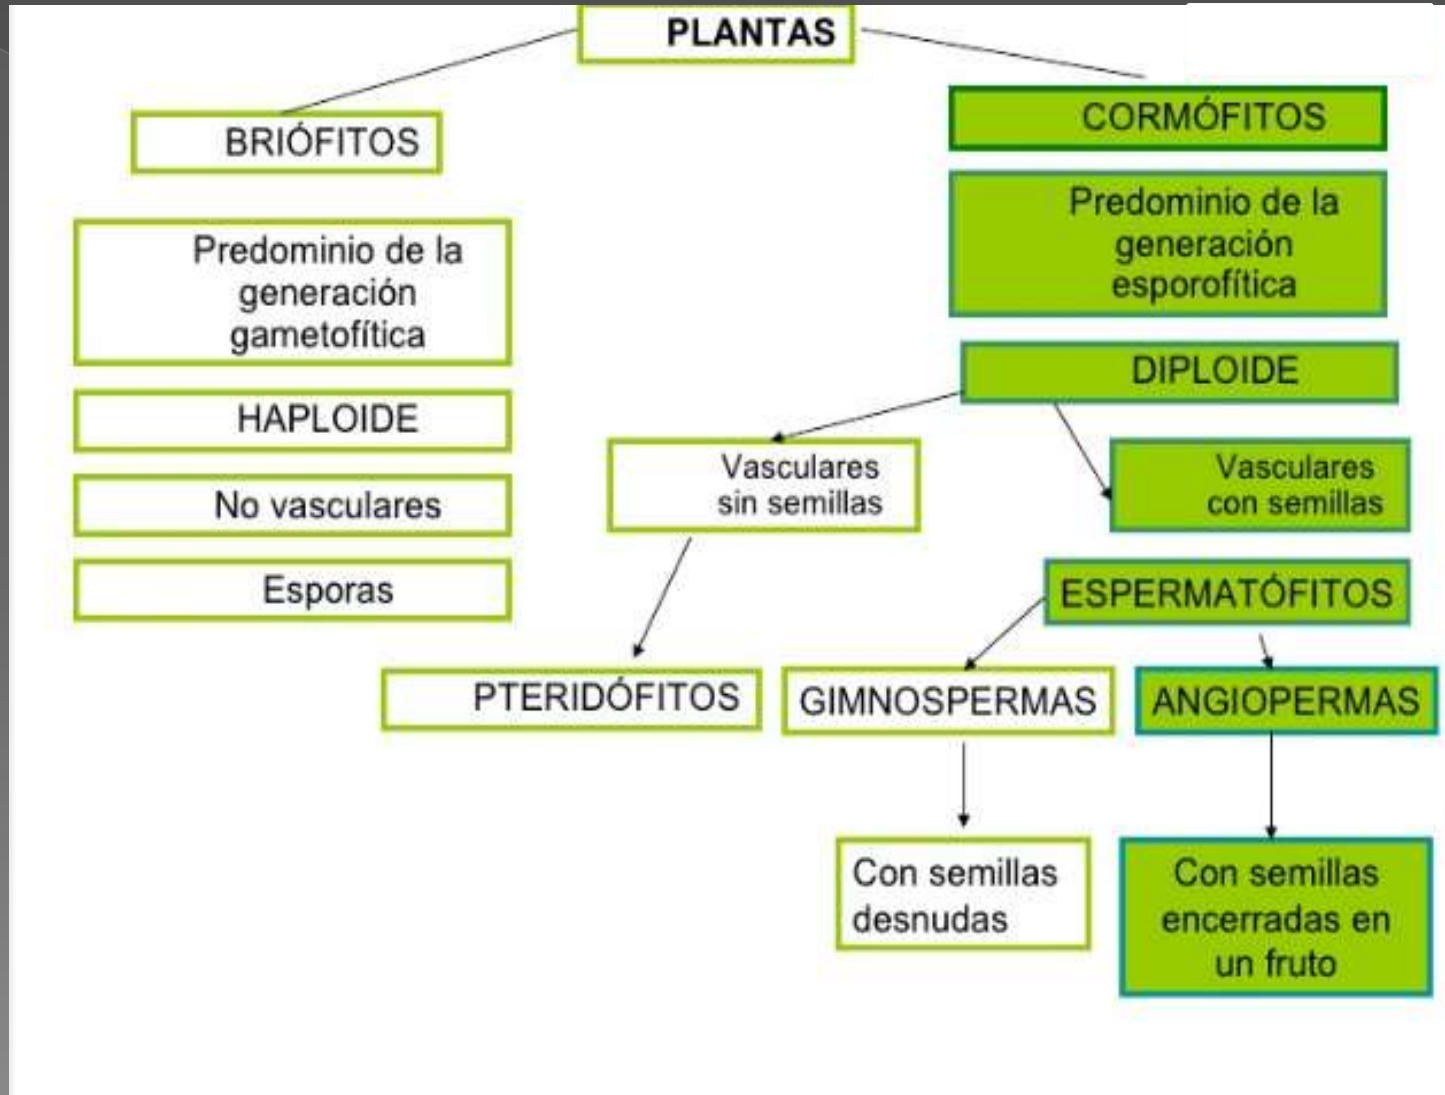 PLANTAS
BRIÓFITOS
Predominio de la
generación
gametofítica
HAPLOIDE
No vasculares
Esporas
CORMÓFITOS
Predominio de la
generación
esporofítica
DIPLOIDE
Vasculares
sin semillas
Vasculares
con semillas
PTERIDÓFITOS
ESPERMATÓFITOS
GIMNOSPERMAS
ANGIOPERMAS
Con semillas
desnudas
Con semillas
encerradas en
un fruto